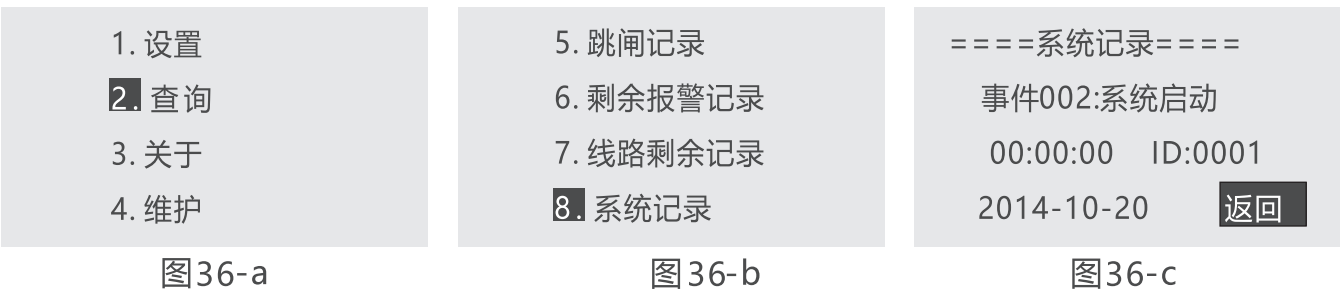 1. 设置
2. 查询
3. 关于
4. 维护
图36-a
5. 跳闸记录
6. 剩余报警记录
7. 线路剩余记录
8. 系统记录
图36-b
====系统记录====
事件002:系统启动
00:00:00 ID:0001
2014-10-20 返回
图36-c